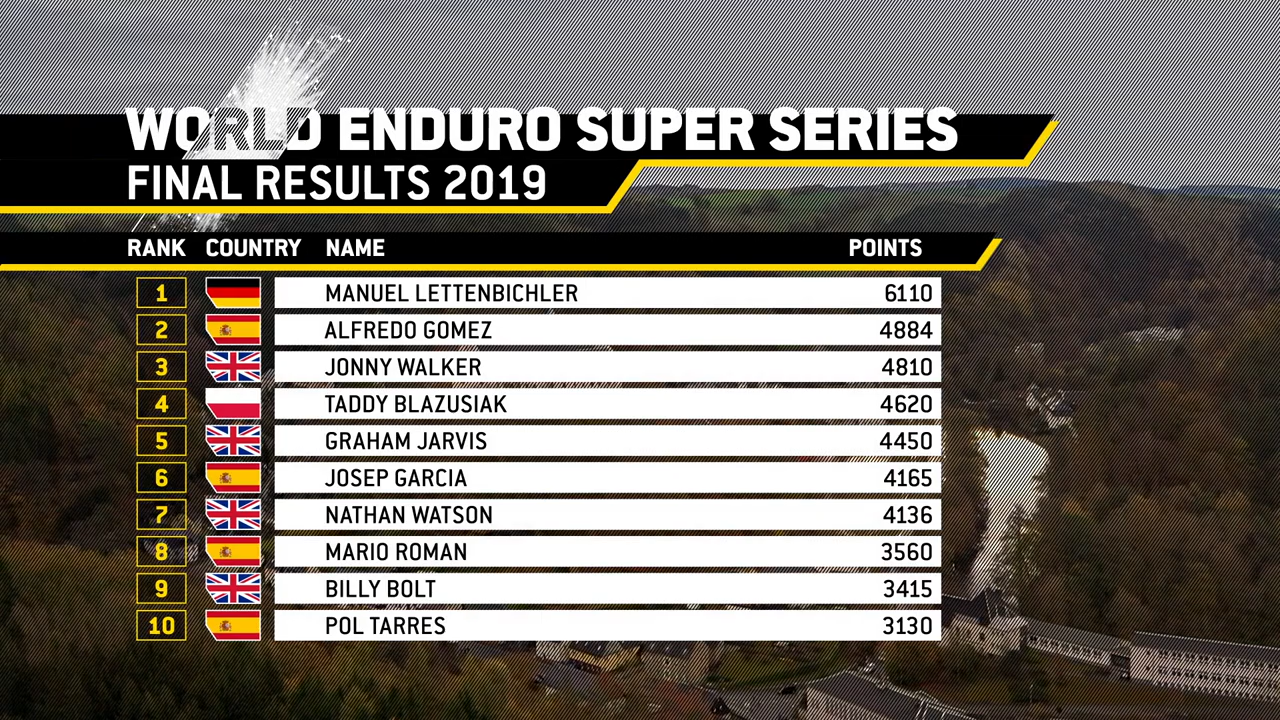 WORLD ENDURO SUPER SERIES
FINAL RESULTS 2019
RANK COUNTRY NAME POINTS
1 MANUEL LETTENBICHLER 6110
2 ALFREDO GOMEZ 4884
3 JONNY WALKER 4810
4 TADDY BLAZUSIAK 4620
5 GRAHAM JARVIS 4450
6 JOSEP GARCIA 4165
7 NATHAN WATSON 4136
8 MARIO ROMAN 3560
9 BILLY BOLT 3415
10 POL TARRES 3130